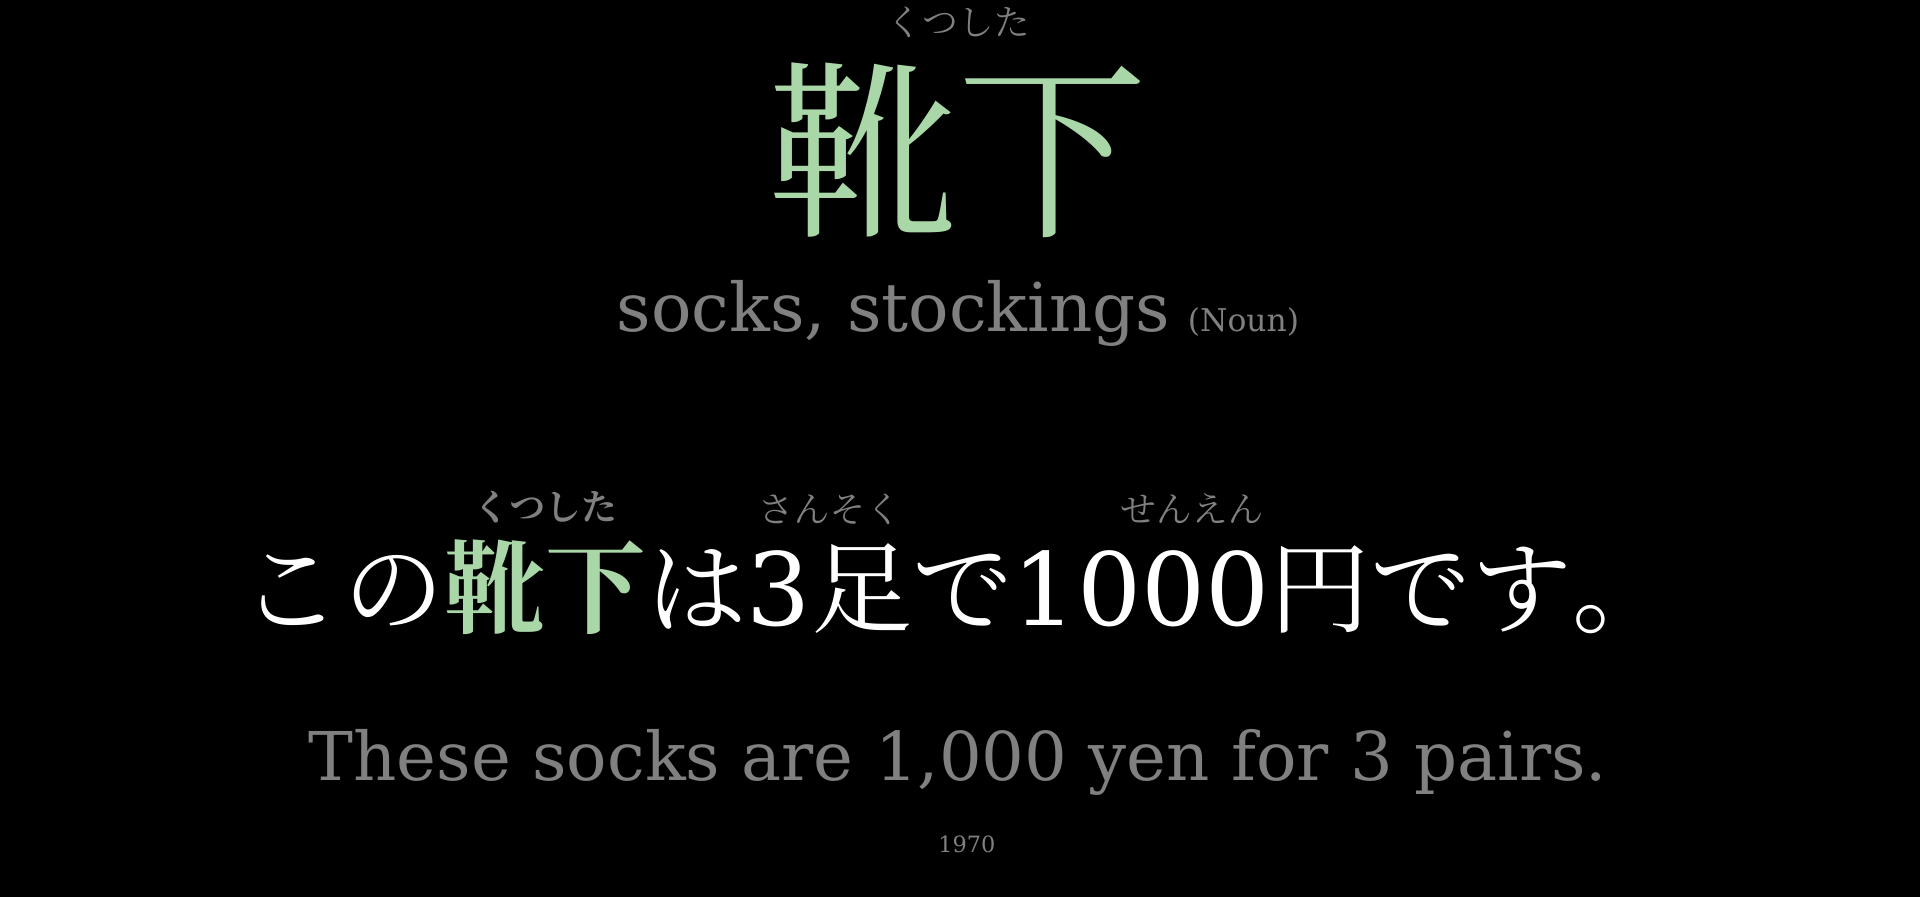 くつした
靴下
socks, stockings (Noun)
くつした さんそく せんえん
この靴下は3足で1000円です。
These socks are 1,000 yen for 3 pairs.
1970